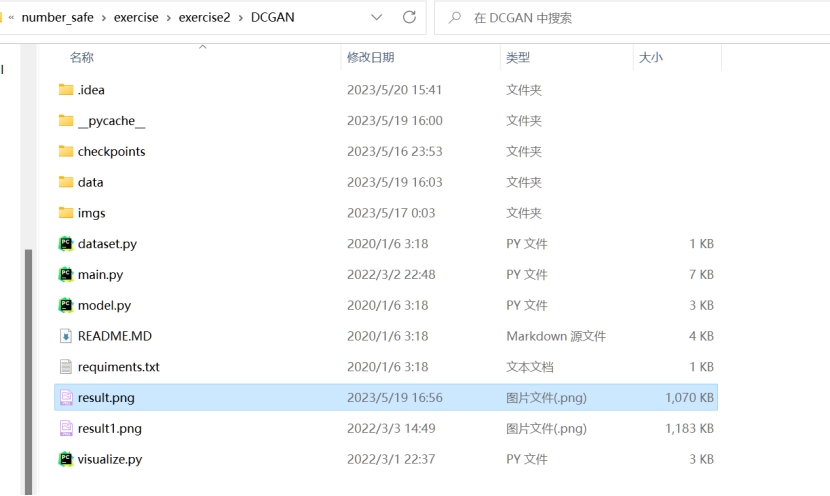 « number_safe › exercise › exercise2 › DCGAN 在 DCGAN 中搜索
名称 修改日期 类型 大小
.idea 2023/5/20 15:41 文件夹
__pycache__ 2023/5/19 16:00 文件夹
checkpoints 2023/5/16 23:53 文件夹
data 2023/5/19 16:03 文件夹
imgs 2023/5/17 0:03 文件夹
dataset.py 2020/1/6 3:18 PY 文件 1 KB
main.py 2022/3/2 22:48 PY 文件 7 KB
model.py 2020/1/6 3:18 PY 文件 3 KB
README.MD 2020/1/6 3:18 Markdown 源文件 4 KB
requiments.txt 2020/1/6 3:18 文本文档 1 KB
result.png 2023/5/19 16:56 图片文件(.png) 1,070 KB
result1.png 2022/3/3 14:49 图片文件(.png) 1,183 KB
visualize.py 2022/3/1 22:37 PY 文件 3 KB